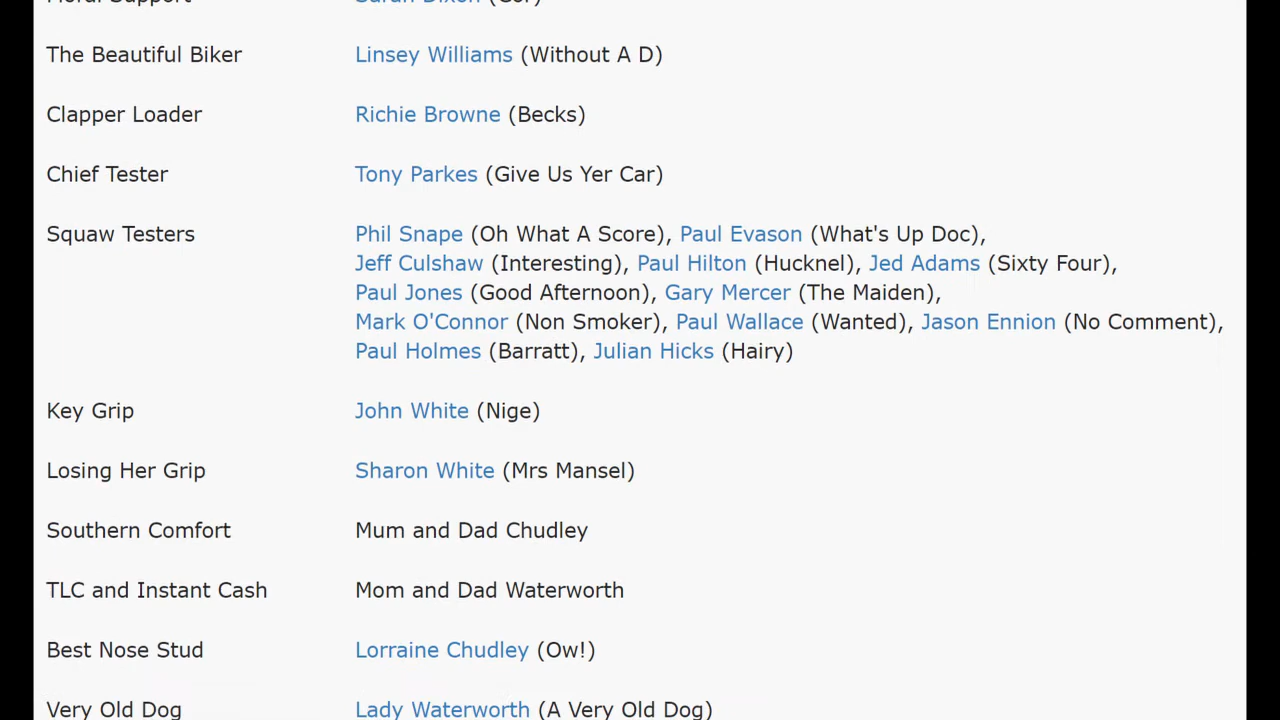 Moral Support Sarah Dixon (Cor)
The Beautiful Biker Linsey Williams (Without A D)
Clapper Loader Richie Browne (Becks)
Chief Tester Tony Parkes (Give Us Yer Car)
Squaw Testers Phil Snape (Oh What A Score), Paul Evason (What's Up Doc),
Jeff Culshaw (Interesting), Paul Hilton (Hucknel), Jed Adams (Sixty Four),
Paul Jones (Good Afternoon), Gary Mercer (The Maiden),
Mark O'Connor (Non Smoker), Paul Wallace (Wanted), Jason Ennion (No Comment),
Paul Holmes (Barratt), Julian Hicks (Hairy)
Key Grip John White (Nige)
Losing Her Grip Sharon White (Mrs Mansel)
Southern Comfort Mum and Dad Chudley
TLC and Instant Cash Mom and Dad Waterworth
Best Nose Stud Lorraine Chudley (Ow!)
Very Old Dog Lady Waterworth (A Very Old Dog)